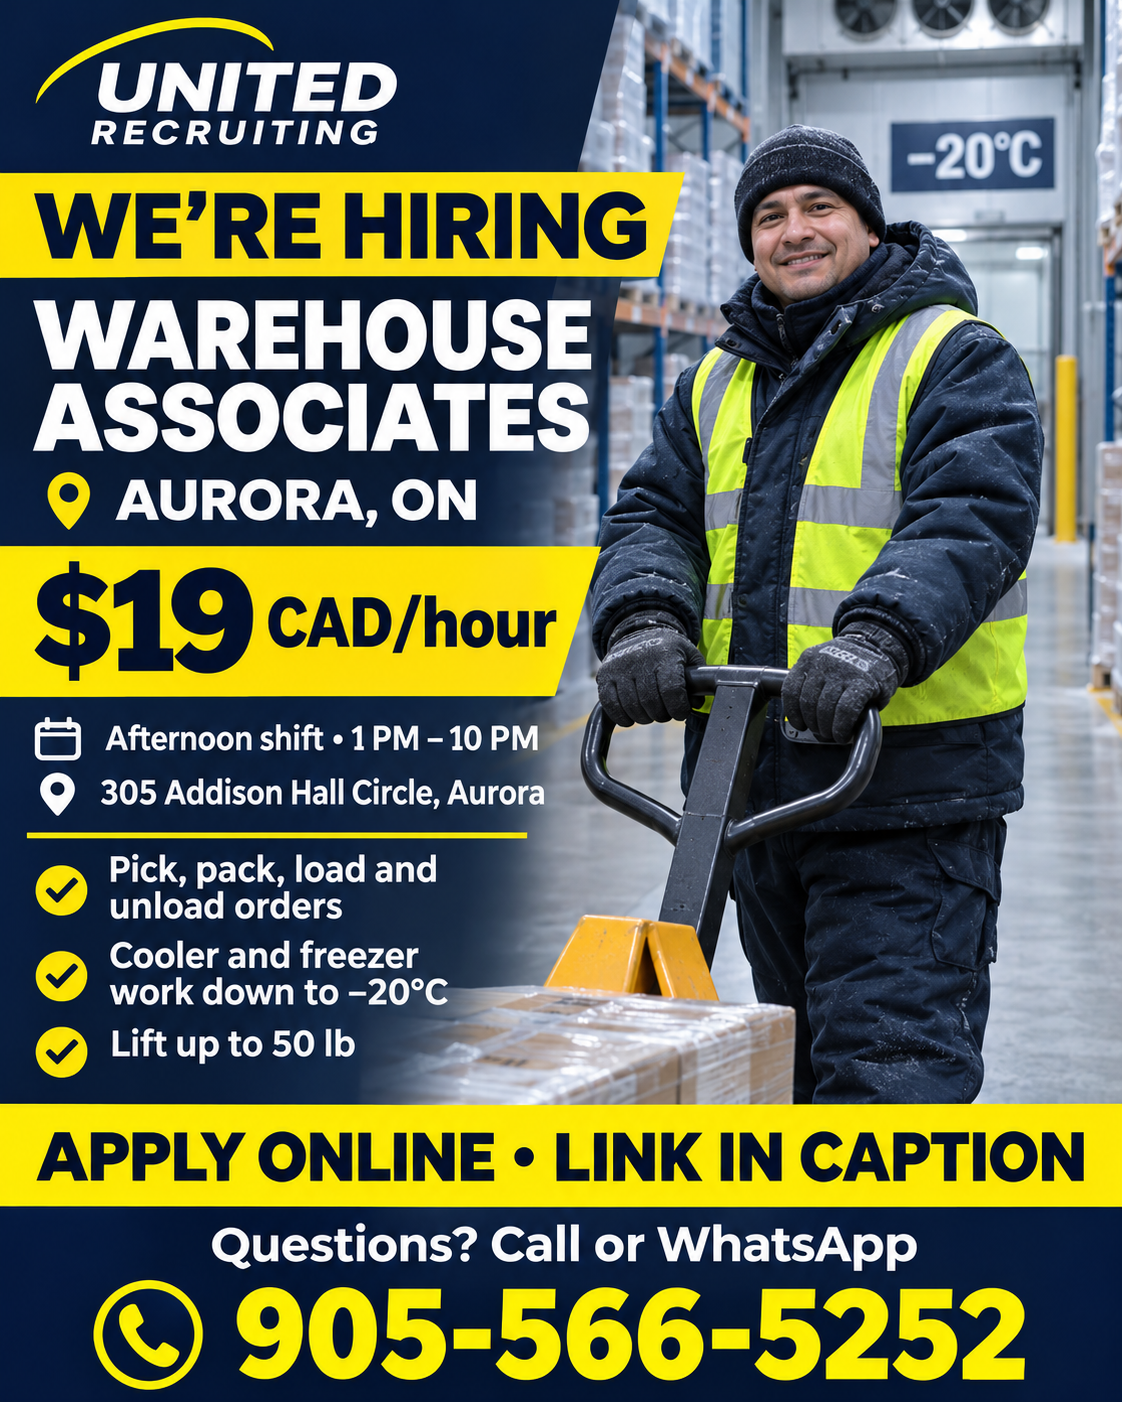 UNITED
RECRUITING
WE'RE HIRING
WAREHOUSE
ASSOCIATES
AURORA, ON
$19 CAD/hour
Afternoon shift • 1 PM – 10 PM
305 Addison Hall Circle, Aurora
Pick, pack, load and
unload orders
Cooler and freezer
work down to –20°C
Lift up to 50 lb
–20°C
APPLY ONLINE • LINK IN CAPTION
Questions? Call or WhatsApp
905-566-5252